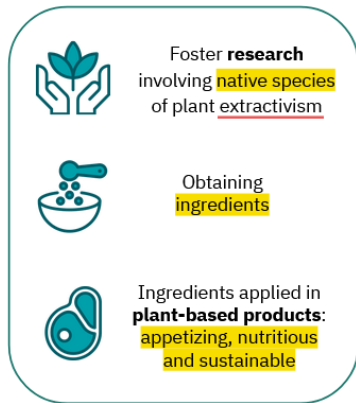 Foster research
involving native species
of plant extractivism
Obtaining
ingredients
Ingredients applied in
plant-based products:
appetizing, nutritious
and sustainable